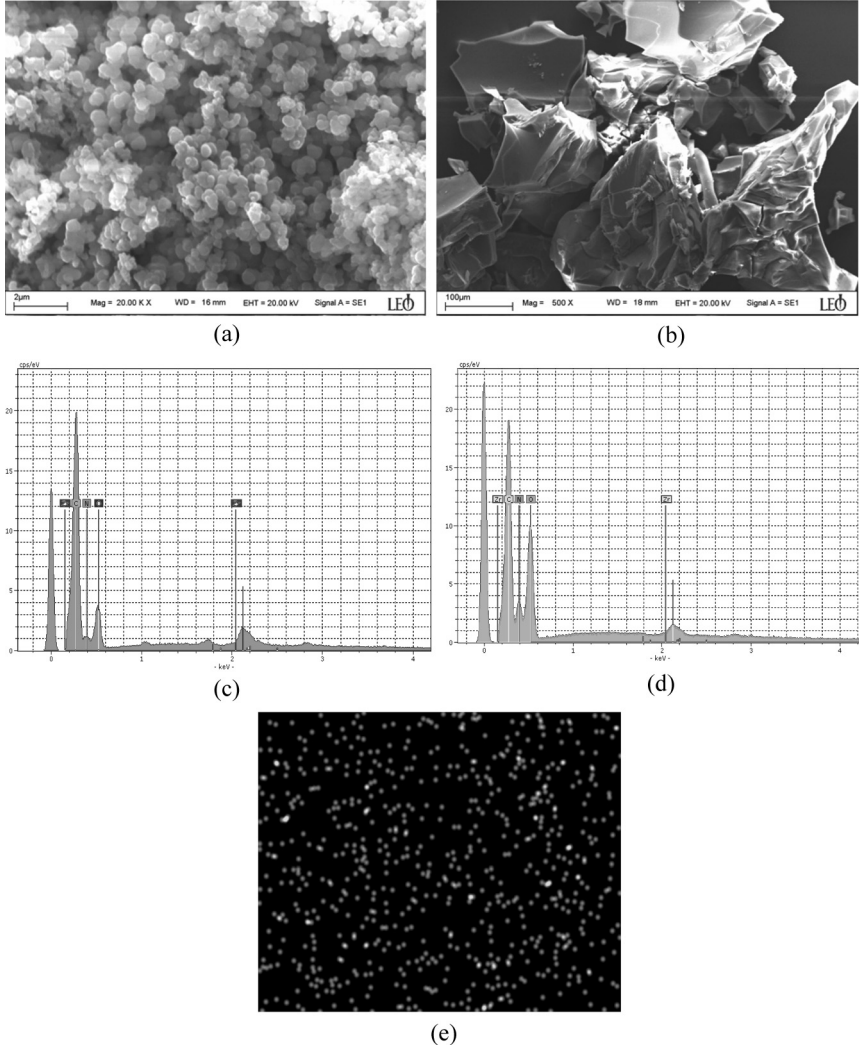 2µm Mag = 20.00 K X WD = 16 mm EHT = 20.00 kV Signal A = SE1 LEO
100µm Mag = 500 X WD = 18 mm EHT = 20.00 kV Signal A = SE1 LEO
(a)
(b)
cps/eV
20
15
10
5
0
C N
0 1 2 3 4
- keV -
(c)
cps/eV
20
15
10
5
0
Zr C N O Zr
0 1 2 3 4
- keV -
(d)
(e)